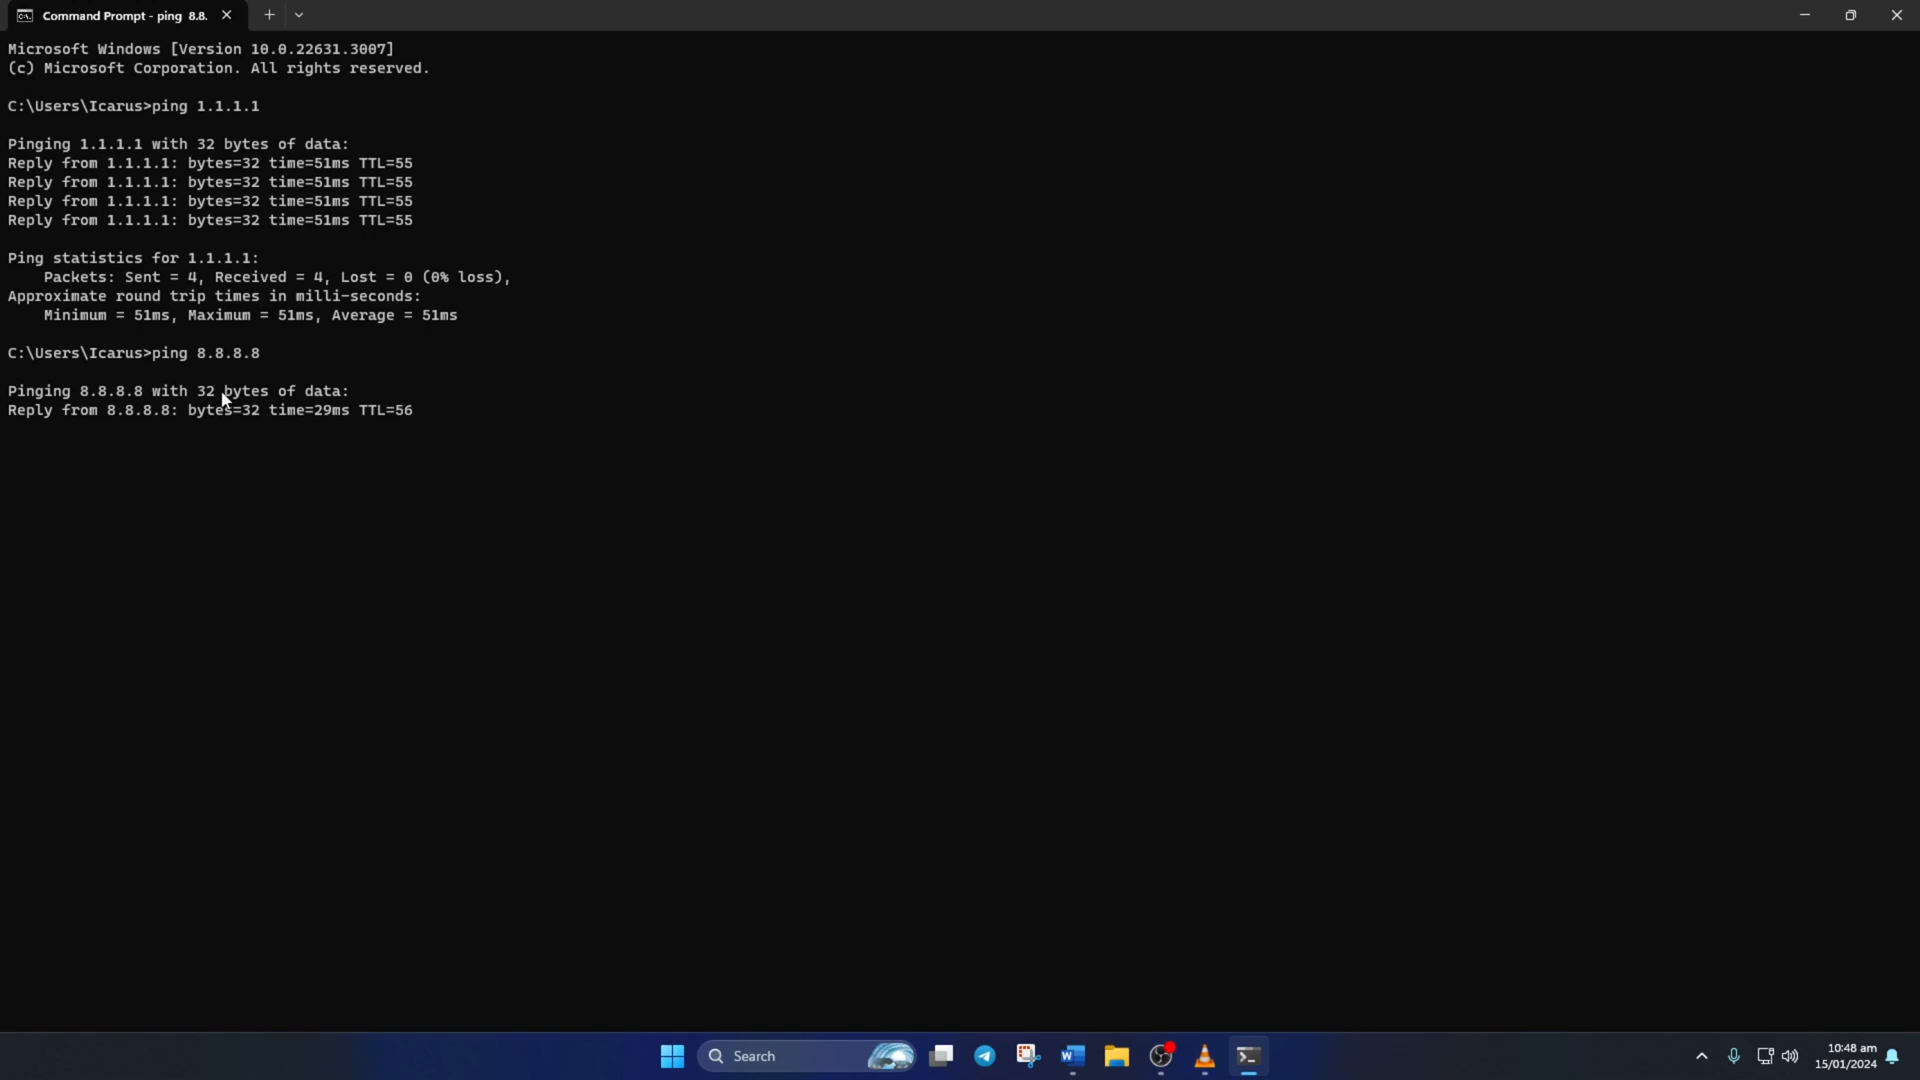 Command Prompt - ping 8.8.
Microsoft Windows [Version 10.0.22631.3007]
(c) Microsoft Corporation. All rights reserved.
C:\Users\Icarus>ping 1.1.1.1
Pinging 1.1.1.1 with 32 bytes of data:
Reply from 1.1.1.1: bytes=32 time=51ms TTL=55
Reply from 1.1.1.1: bytes=32 time=51ms TTL=55
Reply from 1.1.1.1: bytes=32 time=51ms TTL=55
Reply from 1.1.1.1: bytes=32 time=51ms TTL=55
Ping statistics for 1.1.1.1:
Packets: Sent = 4, Received = 4, Lost = 0 (0% loss),
Approximate round trip times in milli-seconds:
Minimum = 51ms, Maximum = 51ms, Average = 51ms
C:\Users\Icarus>ping 8.8.8.8
Pinging 8.8.8.8 with 32 bytes of data:
Reply from 8.8.8.8: bytes=32 time=29ms TTL=56
Search
10:48 am
15/01/2024